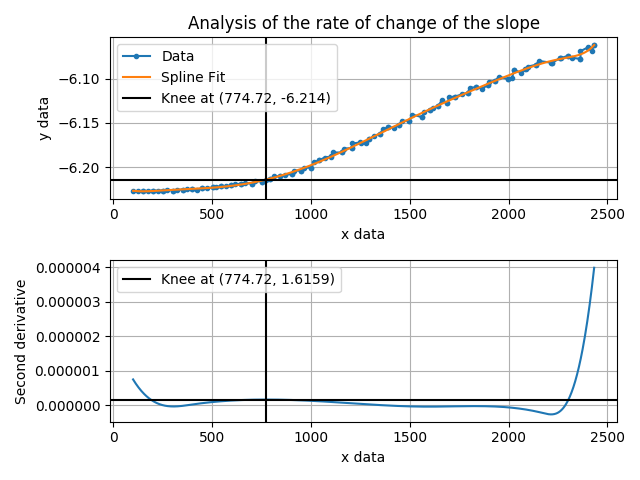 Analysis of the rate of change of the slope
y data
−6.10
−6.15
−6.20
Data
Spline Fit
Knee at (774.72, -6.214)
0
500
1000
1500
2000
2500
x data
Second derivative
0.000004
0.000003
0.000002
0.000001
0.000000
Knee at (774.72, 1.6159)
0
500
1000
1500
2000
2500
x data